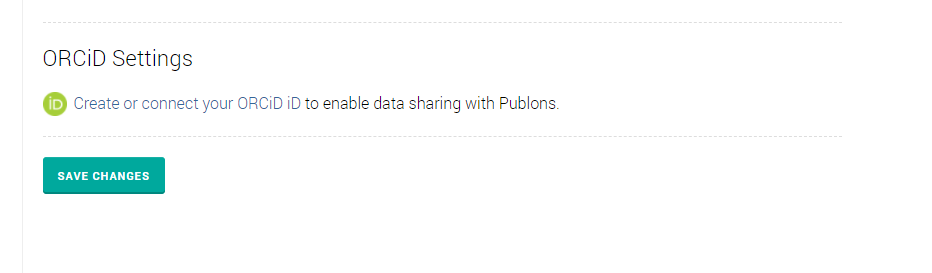 ORCiD Settings
iD Create or connect your ORCiD iD to enable data sharing with Publons.
SAVE CHANGES